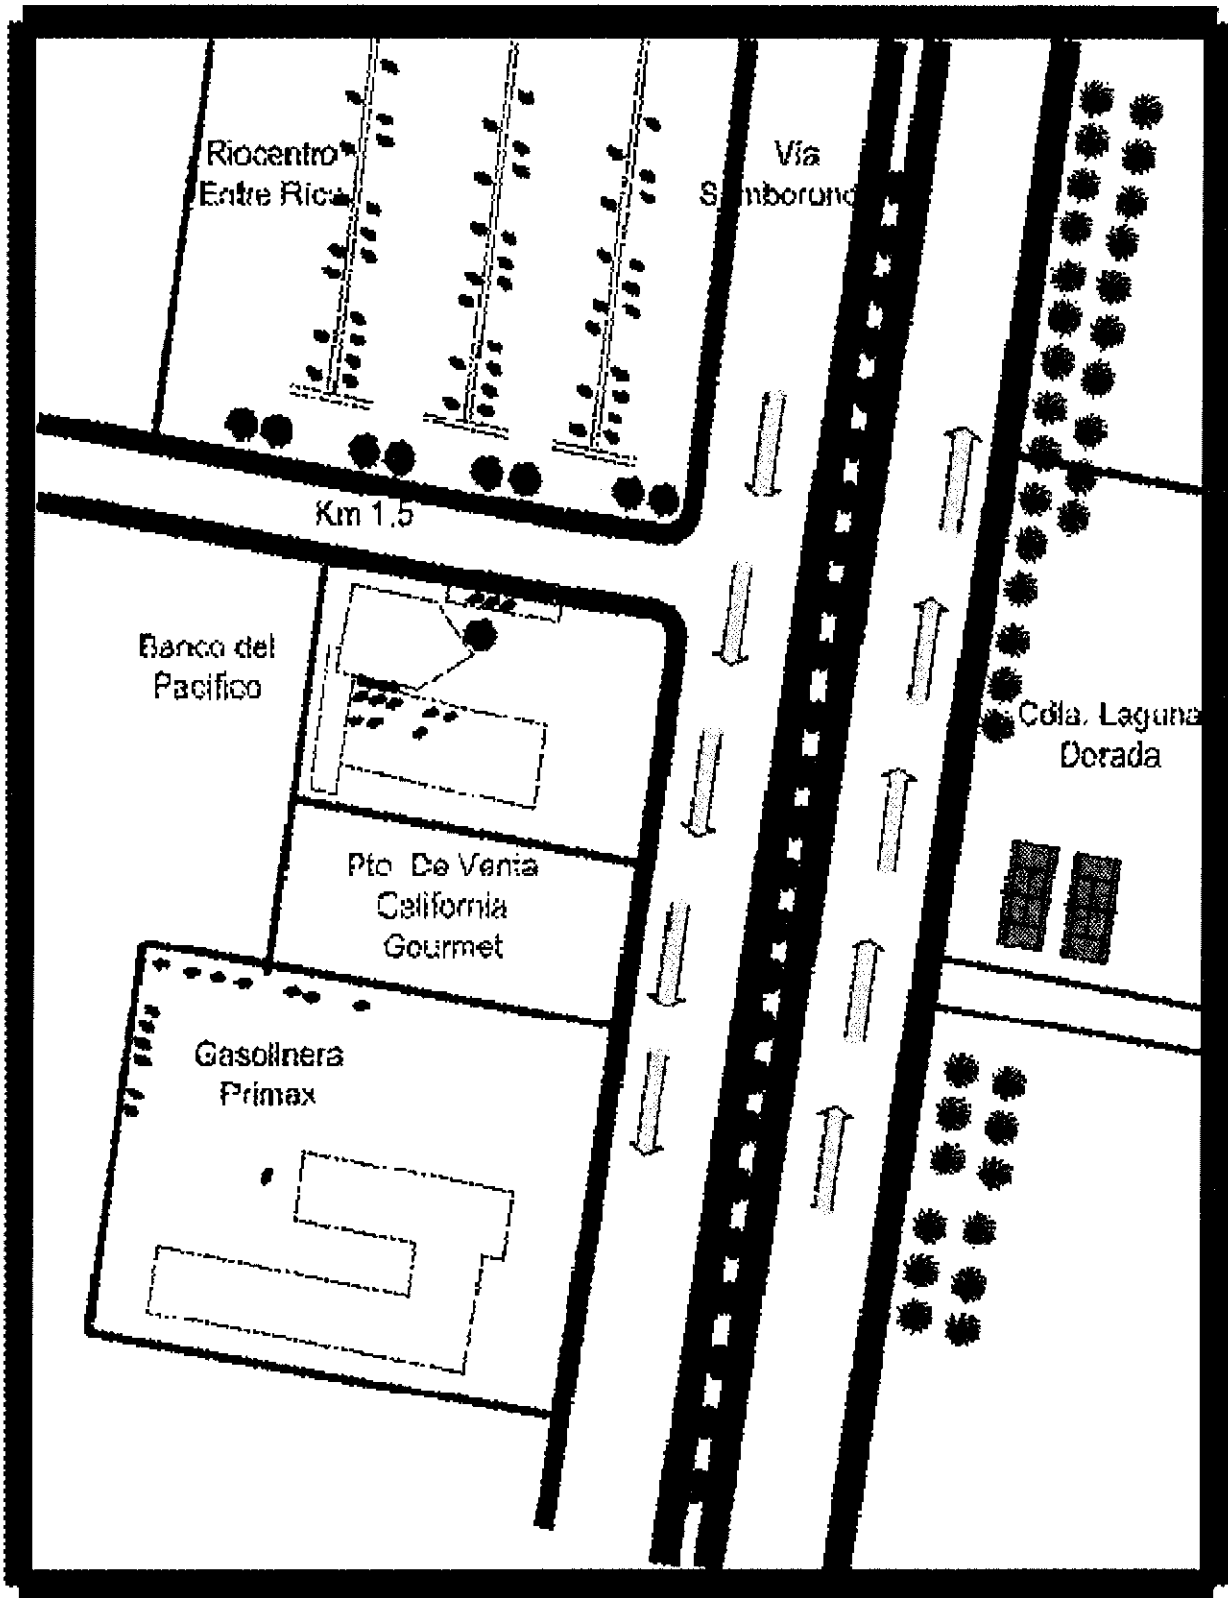 Riocentro
Entre Ríos
Vía
Samborond
Km 1.5
Banco del
Pacifico
Cdla. Laguna
Dorada
Pto De Venta
California
Gourmet
Gasolinera
Primax